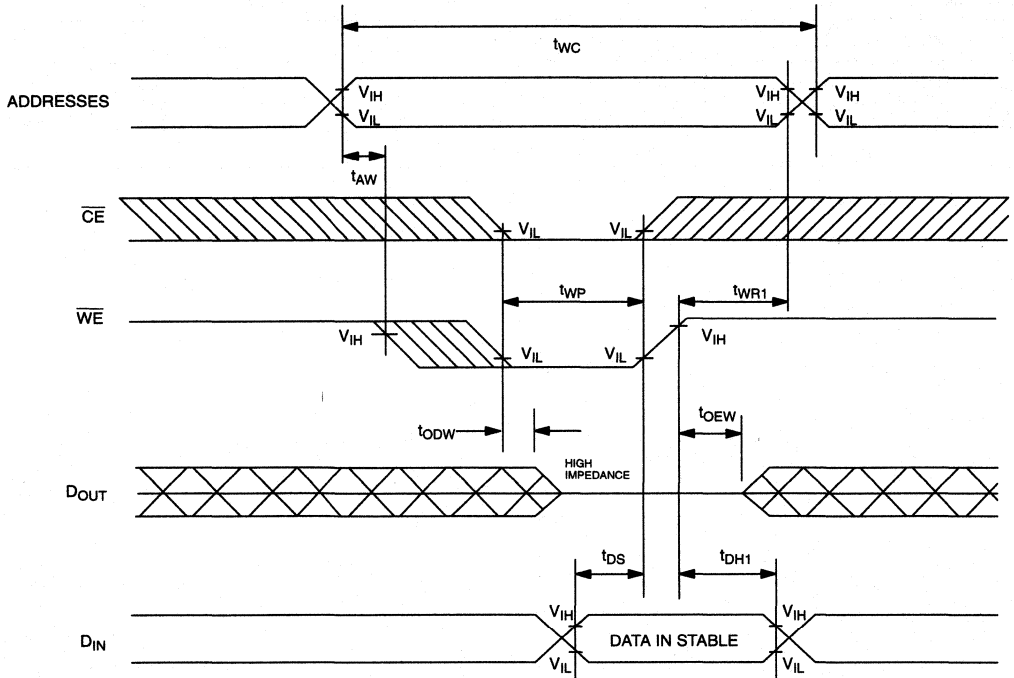 tWC
ADDRESSES
VIH VIH VIH
VIL VIL VIL
tAW
CE
VIL VIL
tWP tWR1
WE
VIH VIH
VIL VIL
tODW tOEW
HIGH
IMPEDANCE
DOUT
tDS tDH1
VIH VIH
DIN DATA IN STABLE
VIL VIL